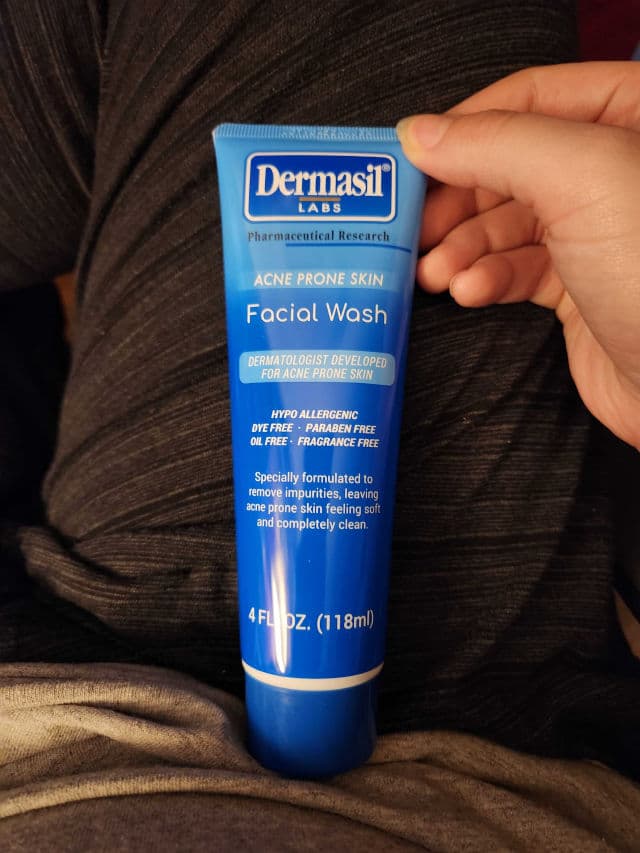 Dermasil®
LABS
Pharmaceutical Research
ACNE PRONE SKIN
Facial Wash
DERMATOLOGIST DEVELOPED
FOR ACNE PRONE SKIN
HYPO ALLERGENIC
DYE FREE · PARABEN FREE
OIL FREE · FRAGRANCE FREE
Specially formulated to
remove impurities, leaving
acne prone skin feeling soft
and completely clean.
4 FL OZ. (118ml)